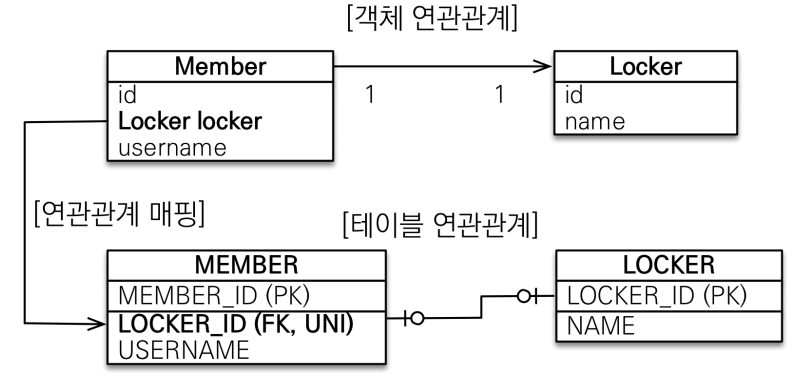 [객체 연관관계]
Member
id
Locker locker
username
1
1
Locker
id
name
[연관관계 매핑]
[테이블 연관관계]
MEMBER
MEMBER_ID (PK)
LOCKER_ID (FK, UNI)
USERNAME
LOCKER
LOCKER_ID (PK)
NAME